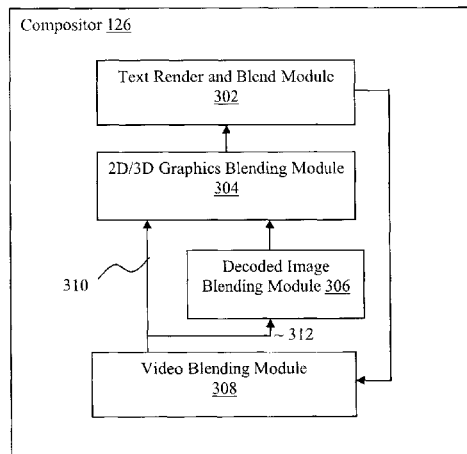 Compositor 126
Text Render and Blend Module
302
2D/3D Graphics Blending Module
304
Decoded Image
Blending Module 306
310
~ 312
Video Blending Module
308